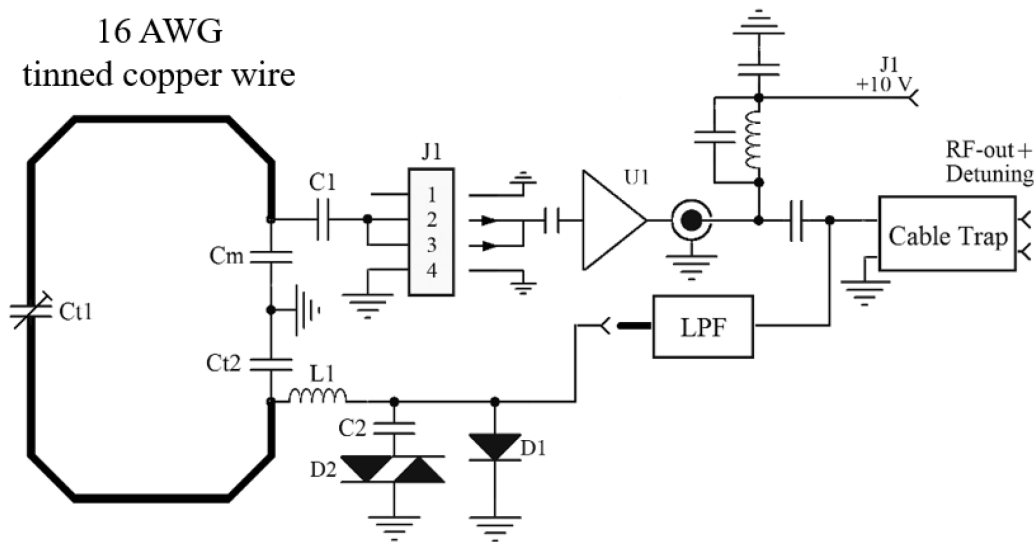 16 AWG
tinned copper wire
J1
+10 V
RF-out+
Detuning
J1
U1
C1
1
2
3
4
Cable Trap
Cm
Ct1
LPF
Ct2
L1
C2
D2
D1